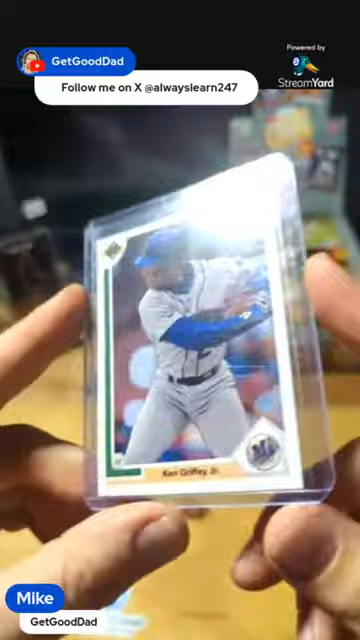 Powered by
StreamYard
GetGoodDad
Follow me on X @alwayslearn247
Ken Griffey, Jr.
Mike
GetGoodDad